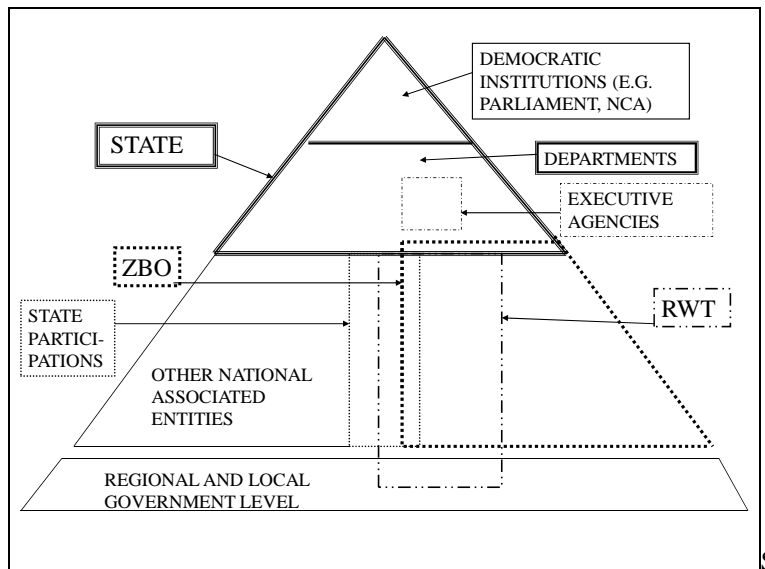 DEMOCRATIC
INSTITUTIONS (E.G.
PARLIAMENT, NCA)
STATE
DEPARTMENTS
EXECUTIVE
AGENCIES
ZBO
RWT
STATE
PARTICI-
PATIONS
OTHER NATIONAL
ASSOCIATED
ENTITIES
REGIONAL AND LOCAL
GOVERNMENT LEVEL